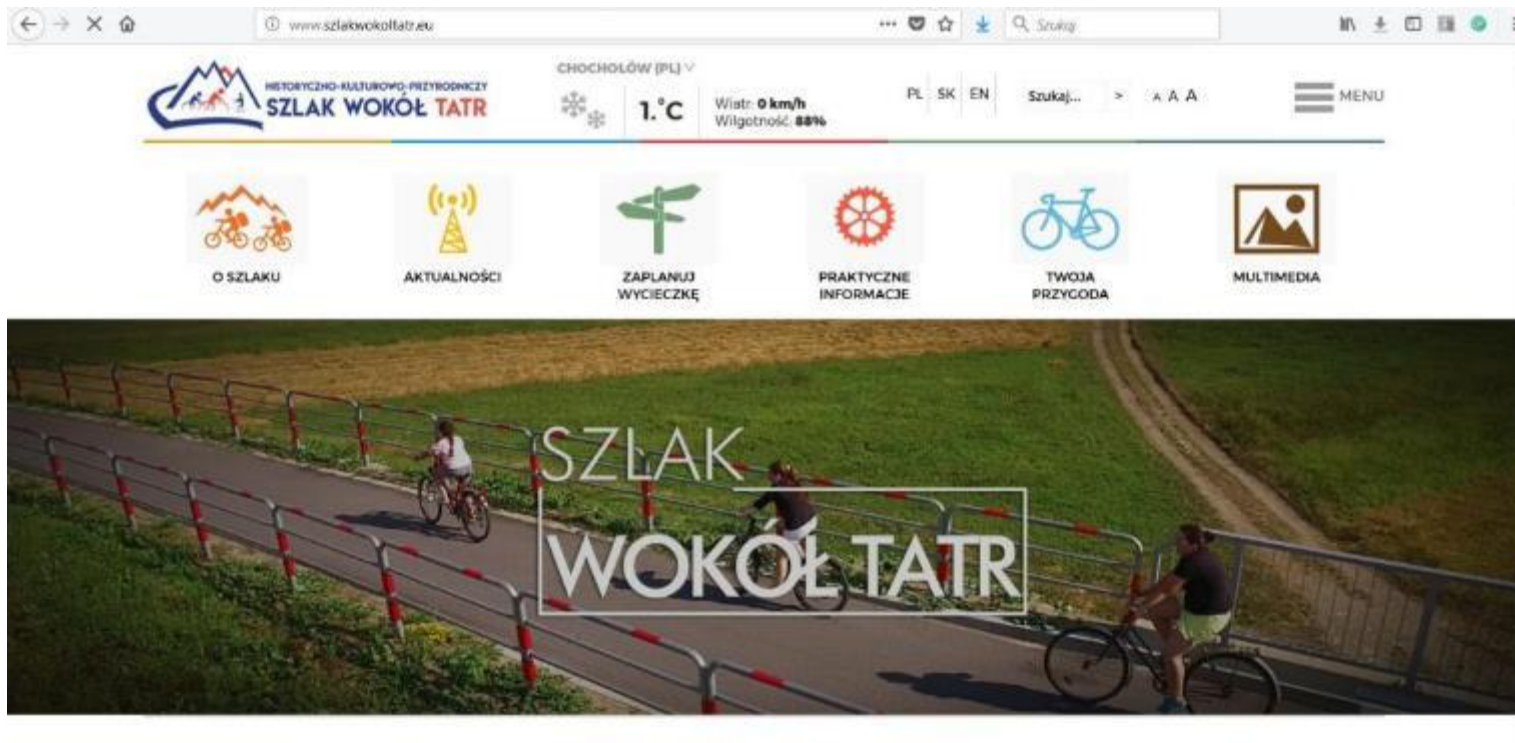 www.szlakwokoltatr.eu
Szukaj
HISTORYCZNO-KULTUROWO-PRZYRODNICZY
SZLAK WOKÓŁ TATR
CHOCHOLÓW (PL)
1.°C
Wiatr: 0 km/h
Wilgotność: 88%
PL SK EN
Szukaj... >
A A A
MENU
O SZLAKU
AKTUALNOŚCI
ZAPLANUJ
WYCIECZKĘ
PRAKTYCZNE
INFORMACJE
TWOJA
PRZYGODA
MULTIMEDIA
SZLAK
WOKÓŁ TATR